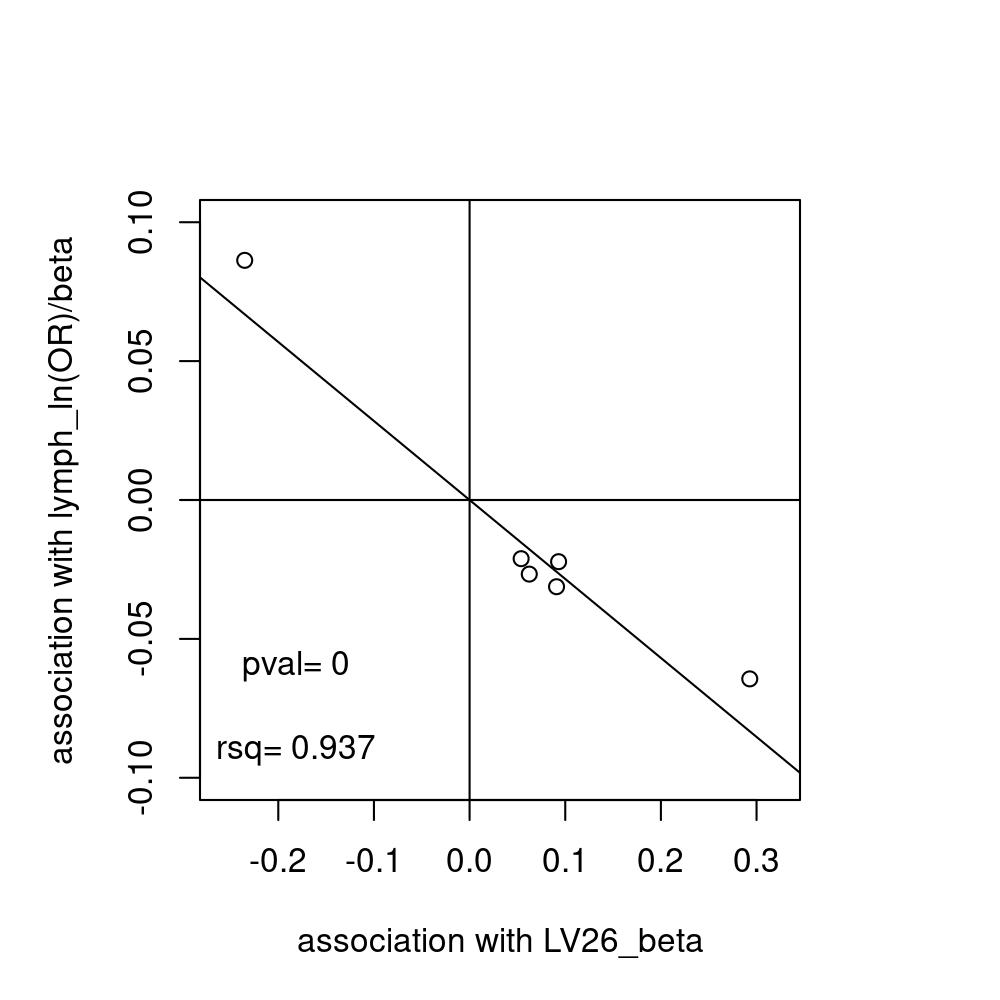 association with lymph_ln(OR)/beta
0.10
0.05
0.00
-0.05
-0.10
pval= 0
rsq= 0.937
-0.2 -0.1 0.0 0.1 0.2 0.3
association with LV26_beta